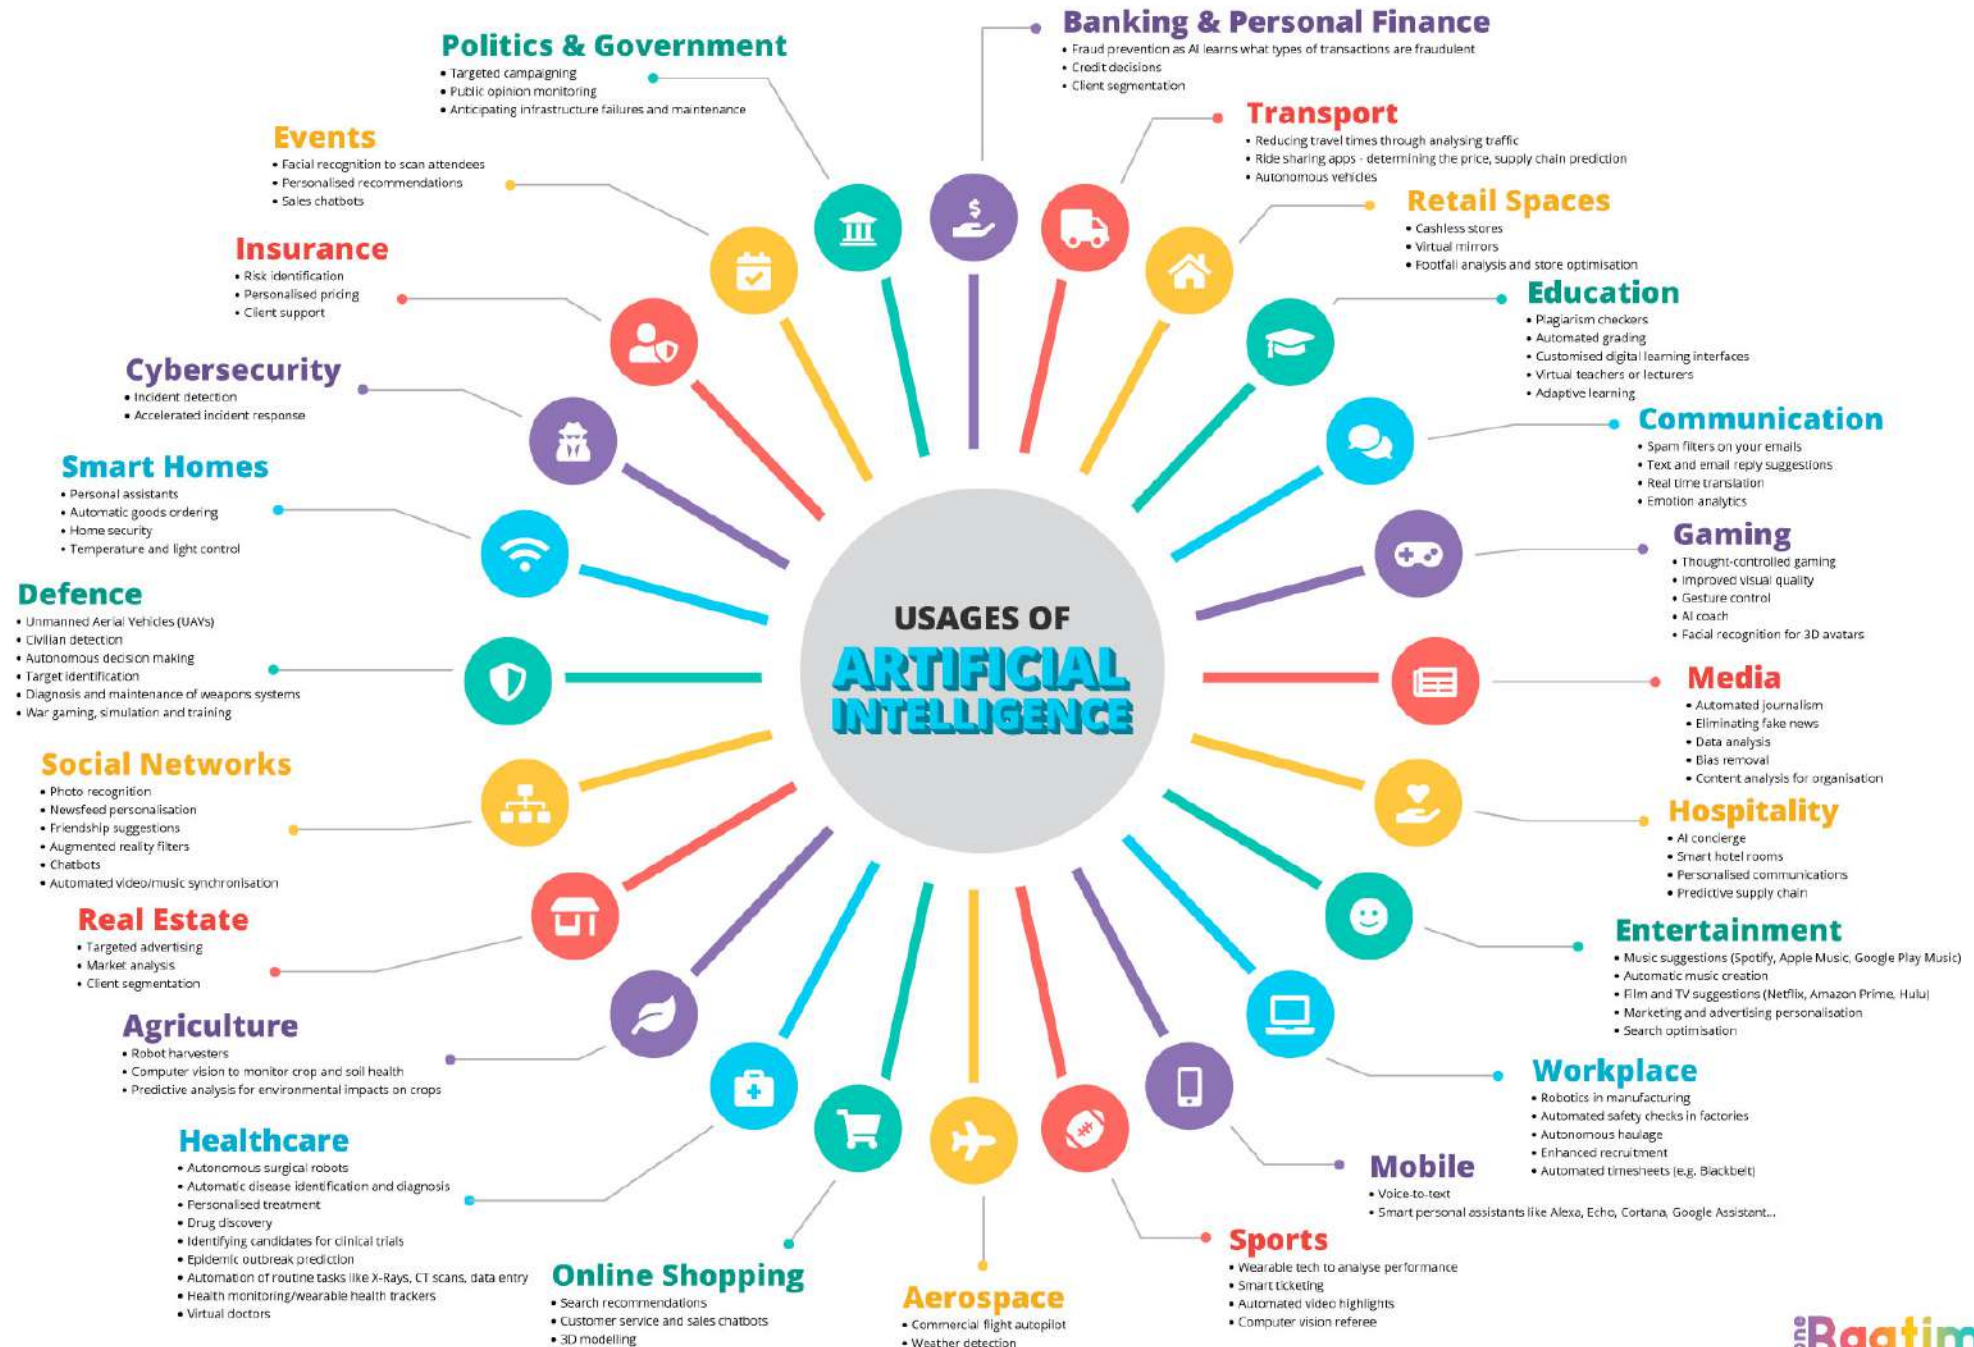 USAGES OF
ARTIFICIAL
INTELLIGENCE
Banking & Personal Finance
• Fraud prevention as AI learns what types of transactions are fraudulent
• Credit decisions
• Client segmentation
Transport
• Reducing travel times through analysing traffic
• Ride sharing apps - determining the price, supply chain prediction
• Autonomous vehicles
Retail Spaces
• Cashless stores
• Virtual mirrors
• Footfall analysis and store optimisation
Education
• Plagiarism checkers
• Automated grading
• Customised digital learning interfaces
• Virtual teachers or lecturers
• Adaptive learning
Communication
• Spam filters on your emails
• Text and email reply suggestions
• Real time translation
• Emotion analytics
Gaming
• Thought-controlled gaming
• Improved visual quality
• Gesture control
• AI coach
• Facial recognition for 3D avatars
Media
• Automated journalism
• Eliminating fake news
• Data analysis
• Bias removal
• Content analysis for organisation
Hospitality
• AI concierge
• Smart hotel rooms
• Personalised communications
• Predictive supply chain
Entertainment
• Music suggestions (Spotify, Apple Music, Google Play Music)
• Automatic music creation
• Film and TV suggestions (Netflix, Amazon Prime, Hulu)
• Marketing and advertising personalisation
• Search optimisation
Workplace
• Robotics in manufacturing
• Automated safety checks in factories
• Autonomous haulage
• Enhanced recruitment
• Automated timesheets (e.g. Blackbelt)
Mobile
• Voice-to-text
• Smart personal assistants like Alexa, Echo, Cortana, Google Assistant...
Sports
• Wearable tech to analyse performance
• Smart ticketing
• Automated video highlights
• Computer vision referee
Aerospace
• Commercial flight autopilot
• Weather detection
Online Shopping
• Search recommendations
• Customer service and sales chatbots
• 3D modelling
Healthcare
• Autonomous surgical robots
• Automatic disease identification and diagnosis
• Personalised treatment
• Drug discovery
• Identifying candidates for clinical trials
• Epidemic outbreak prediction
• Automation of routine tasks like X-Rays, CT scans, data entry
• Health monitoring/wearable health trackers
• Virtual doctors
Agriculture
• Robot harvesters
• Computer vision to monitor crop and soil health
• Predictive analysis for environmental impacts on crops
Real Estate
• Targeted advertising
• Market analysis
• Client segmentation
Social Networks
• Photo recognition
• Newsfeed personalisation
• Friendship suggestions
• Augmented reality filters
• Chatbots
• Automated video/music synchronisation
Defence
• Unmanned Aerial Vehicles (UAVs)
• Civilian detection
• Autonomous decision making
• Target identification
• Diagnosis and maintenance of weapons systems
• War gaming, simulation and training
Smart Homes
• Personal assistants
• Automatic goods ordering
• Home security
• Temperature and light control
Cybersecurity
• Incident detection
• Accelerated incident response
Insurance
• Risk identification
• Personalised pricing
• Client support
Events
• Facial recognition to scan attendees
• Personalised recommendations
• Sales chatbots
Politics & Government
• Targeted campaigning
• Public opinion monitoring
• Anticipating infrastructure failures and maintenance